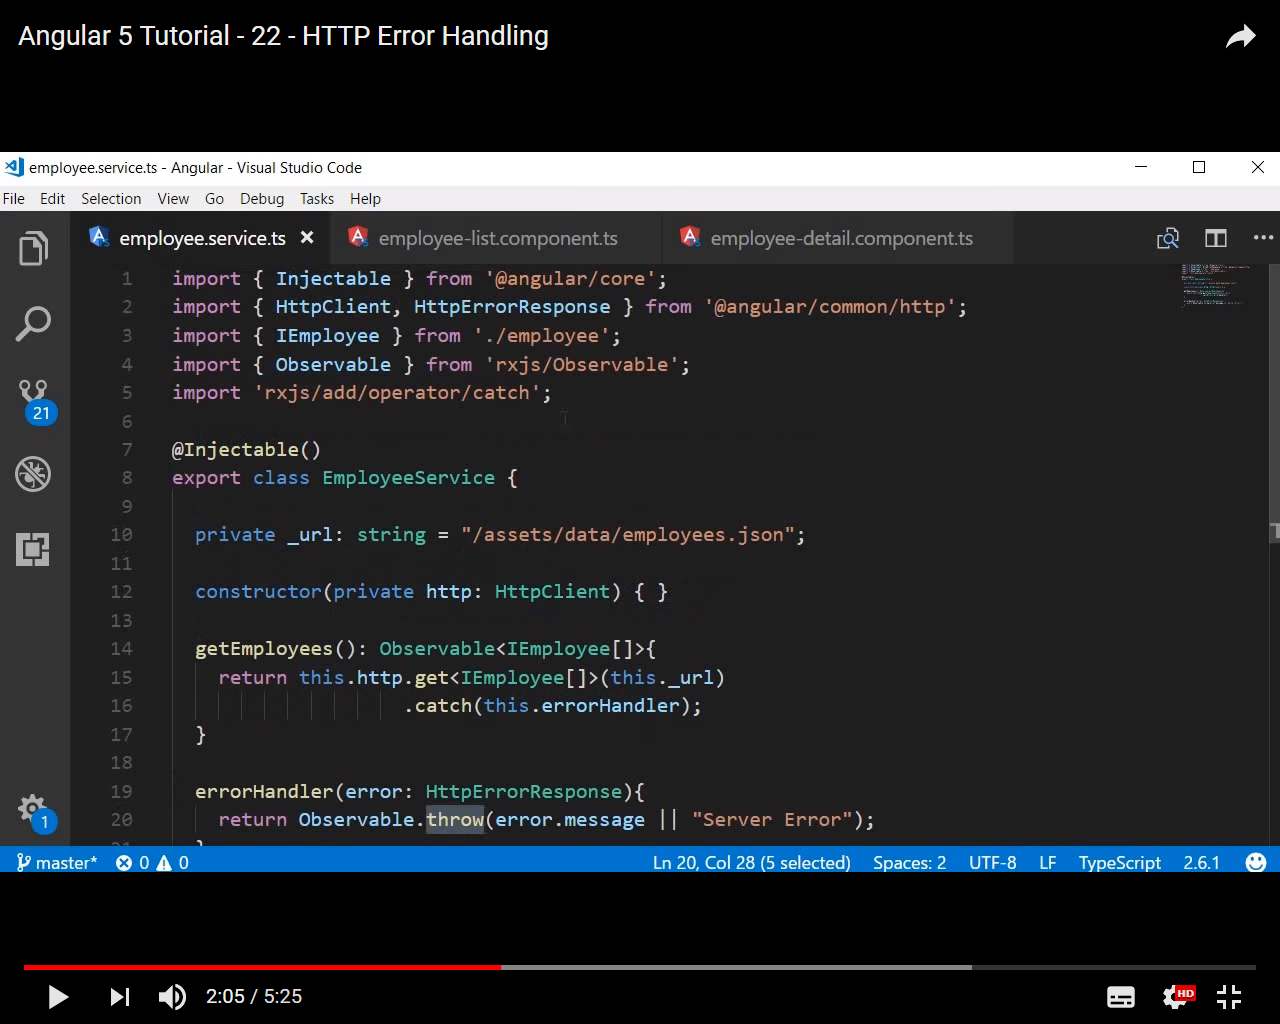 Angular 5 Tutorial - 22 - HTTP Error Handling
employee.service.ts - Angular - Visual Studio Code
File Edit Selection View Go Debug Tasks Help
employee.service.ts employee-list.component.ts employee-detail.component.ts
1 import { Injectable } from '@angular/core';
2 import { HttpClient, HttpErrorResponse } from '@angular/common/http';
3 import { IEmployee } from './employee';
4 import { Observable } from 'rxjs/Observable';
5 import 'rxjs/add/operator/catch';
6
7 @Injectable()
8 export class EmployeeService {
9
10 private _url: string = "/assets/data/employees.json";
11
12 constructor(private http: HttpClient) { }
13
14 getEmployees(): Observable<IEmployee[]>{
15 return this.http.get<IEmployee[]>(this._url)
16 .catch(this.errorHandler);
17 }
18
19 errorHandler(error: HttpErrorResponse){
20 return Observable.throw(error.message || "Server Error");
21
1
master* 0 0 Ln 20, Col 28 (5 selected) Spaces: 2 UTF-8 LF TypeScript 2.6.1
2:05 / 5:25 HD